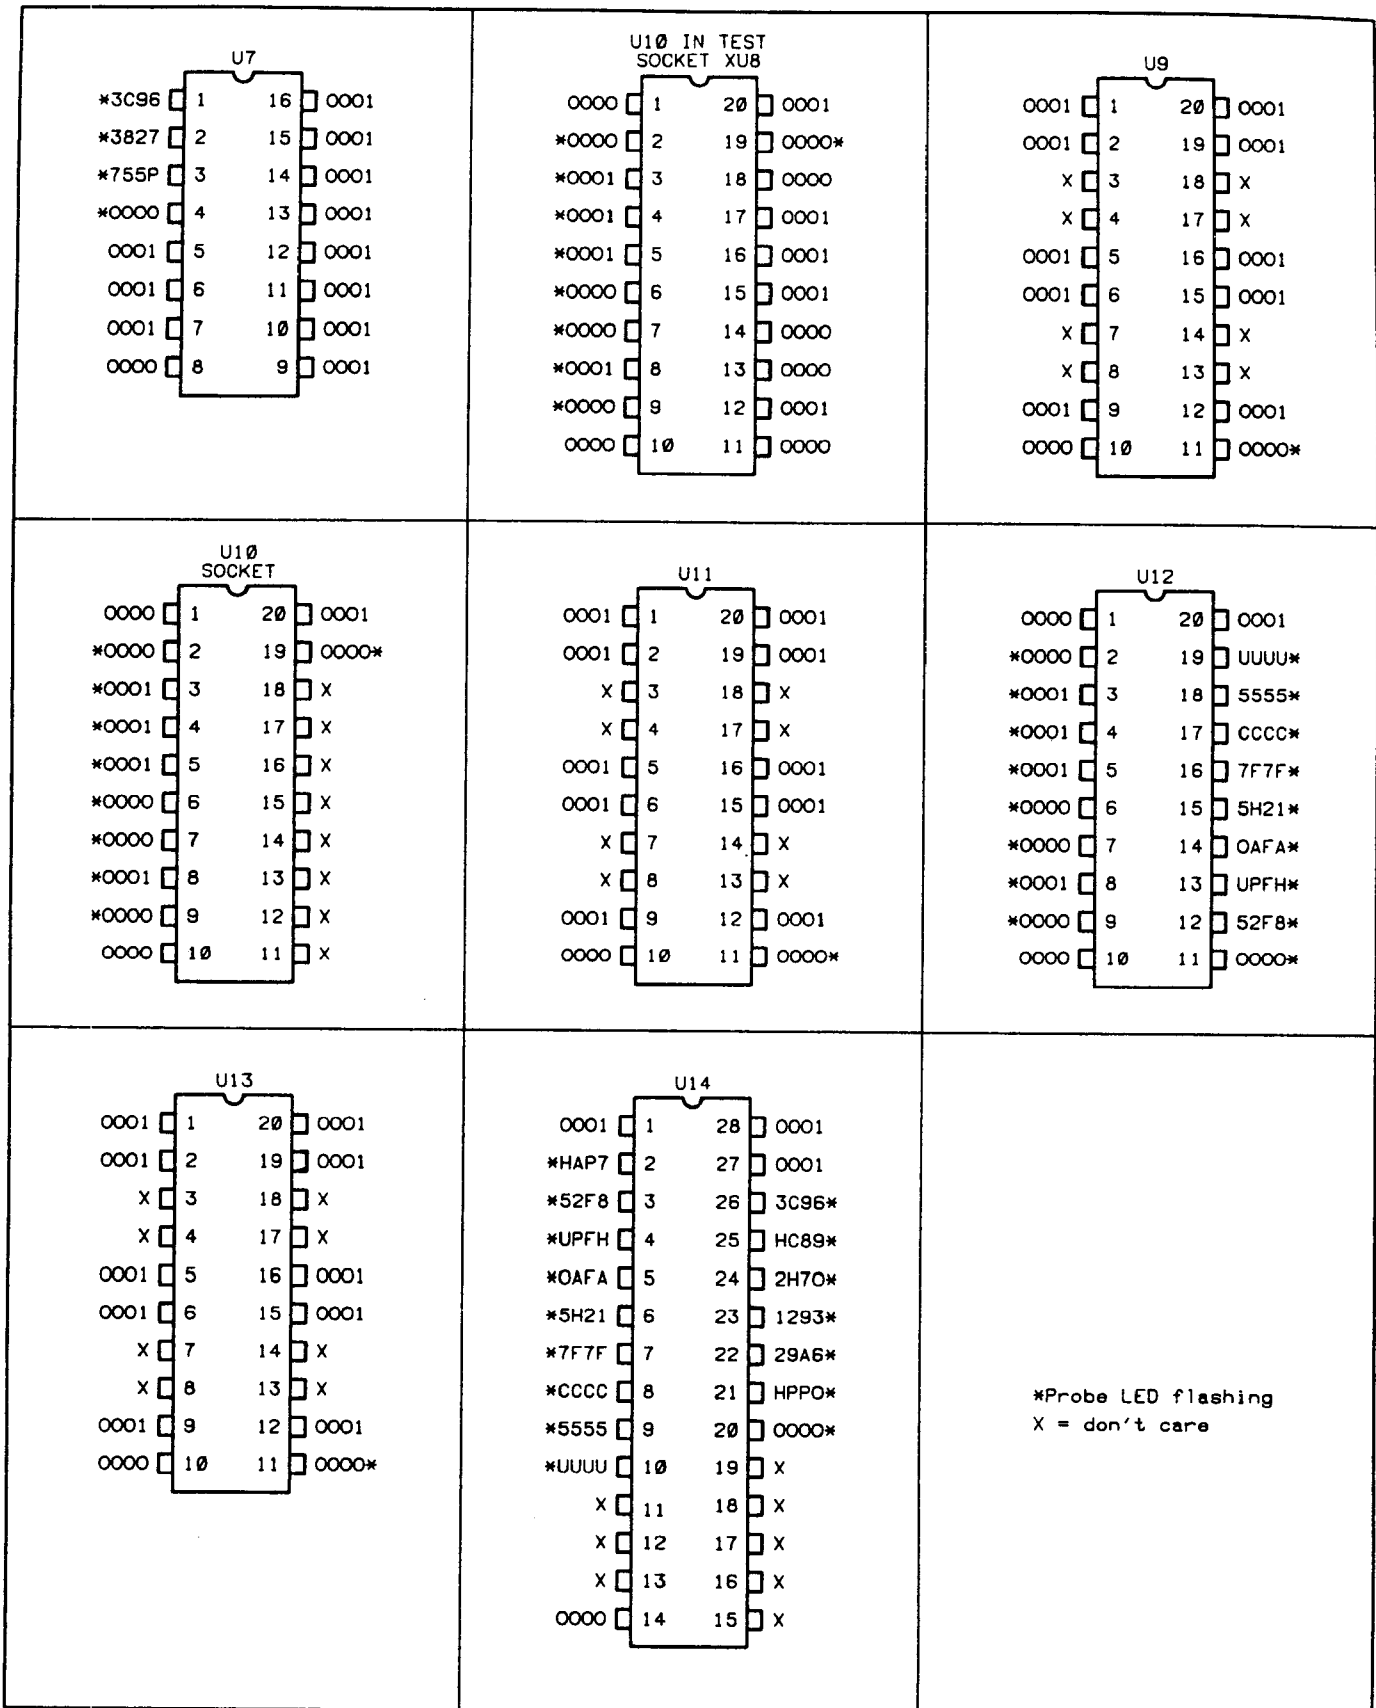 U7
*3C96 1 16 0001
*3827 2 15 0001
*755P 3 14 0001
*0000 4 13 0001
0001 5 12 0001
0001 6 11 0001
0001 7 10 0001
0000 8 9 0001
U10 IN TEST
SOCKET XU8
0000 1 20 0001
*0000 2 19 0000*
*0001 3 18 0000
*0001 4 17 0001
*0001 5 16 0001
*0000 6 15 0001
*0000 7 14 0000
*0001 8 13 0000
*0000 9 12 0001
0000 10 11 0000
U9
0001 1 20 0001
0001 2 19 0001
X 3 18 X
X 4 17 X
0001 5 16 0001
0001 6 15 0001
X 7 14 X
X 8 13 X
0001 9 12 0001
0000 10 11 0000*
U10
SOCKET
0000 1 20 0001
*0000 2 19 0000*
*0001 3 18 X
*0001 4 17 X
*0001 5 16 X
*0000 6 15 X
*0000 7 14 X
*0001 8 13 X
*0000 9 12 X
0000 10 11 X
U11
0001 1 20 0001
0001 2 19 0001
X 3 18 X
X 4 17 X
0001 5 16 0001
0001 6 15 0001
X 7 14 X
X 8 13 X
0001 9 12 0001
0000 10 11 0000*
U12
0000 1 20 0001
*0000 2 19 UUUU*
*0001 3 18 5555*
*0001 4 17 CCCC*
*0001 5 16 7F7F*
*0000 6 15 5H21*
*0000 7 14 0AFA*
*0001 8 13 UPFH*
*0000 9 12 52F8*
0000 10 11 0000*
U13
0001 1 20 0001
0001 2 19 0001
X 3 18 X
X 4 17 X
0001 5 16 0001
0001 6 15 0001
X 7 14 X
X 8 13 X
0001 9 12 0001
0000 10 11 0000*
U14
0001 1 28 0001
*HAP7 2 27 0001
*52F8 3 26 3C96*
*UPFH 4 25 HC89*
*0AFA 5 24 2H70*
*5H21 6 23 1293*
*7F7F 7 22 29A6*
*CCCC 8 21 HPP0*
*5555 9 20 0000*
*UUUU 10 19 X
X 11 18 X
X 12 17 X
X 13 16 X
0000 14 15 X
*Probe LED flashing
X = don't care